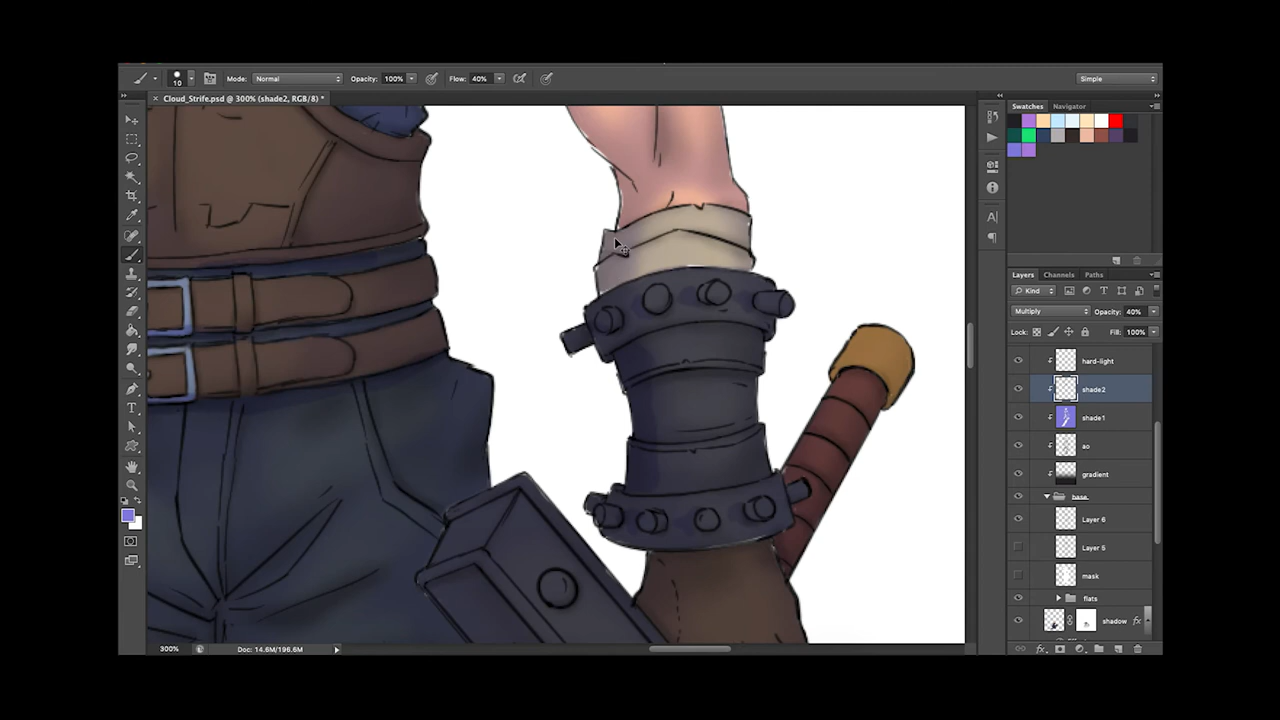 10 Mode: Normal Opacity: 100% Flow: 40% Simple
× Cloud_Strife.psd @ 300% (shade2, RGB/8) *
Swatches Navigator
Layers Channels Paths
Kind
Multiply Opacity: 40%
Lock: Fill: 100%
hard-light
shade2
shade1
ao
gradient
base
Layer 6
Layer 5
mask
flats
shadow fx
300% Doc: 14.6M/196.6M